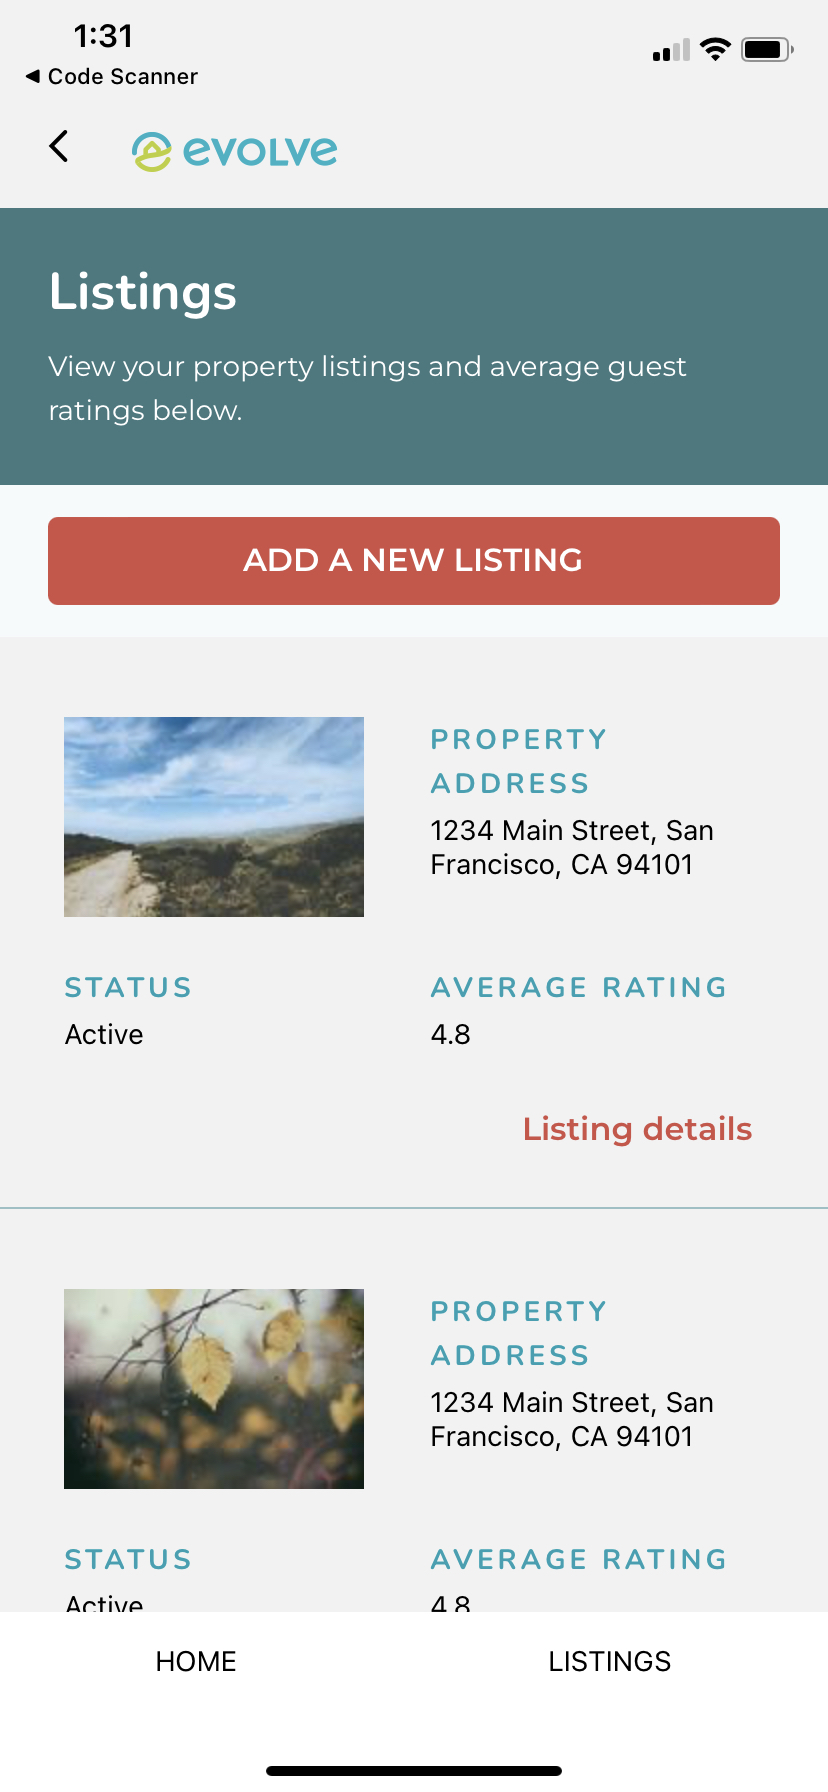 1:31
◀ Code Scanner
evolve
Listings
View your property listings and average guest
ratings below.
ADD A NEW LISTING
PROPERTY
ADDRESS
1234 Main Street, San
Francisco, CA 94101
STATUS
AVERAGE RATING
Active
4.8
Listing details
PROPERTY
ADDRESS
1234 Main Street, San
Francisco, CA 94101
STATUS
AVERAGE RATING
Active
4.8
HOME
LISTINGS